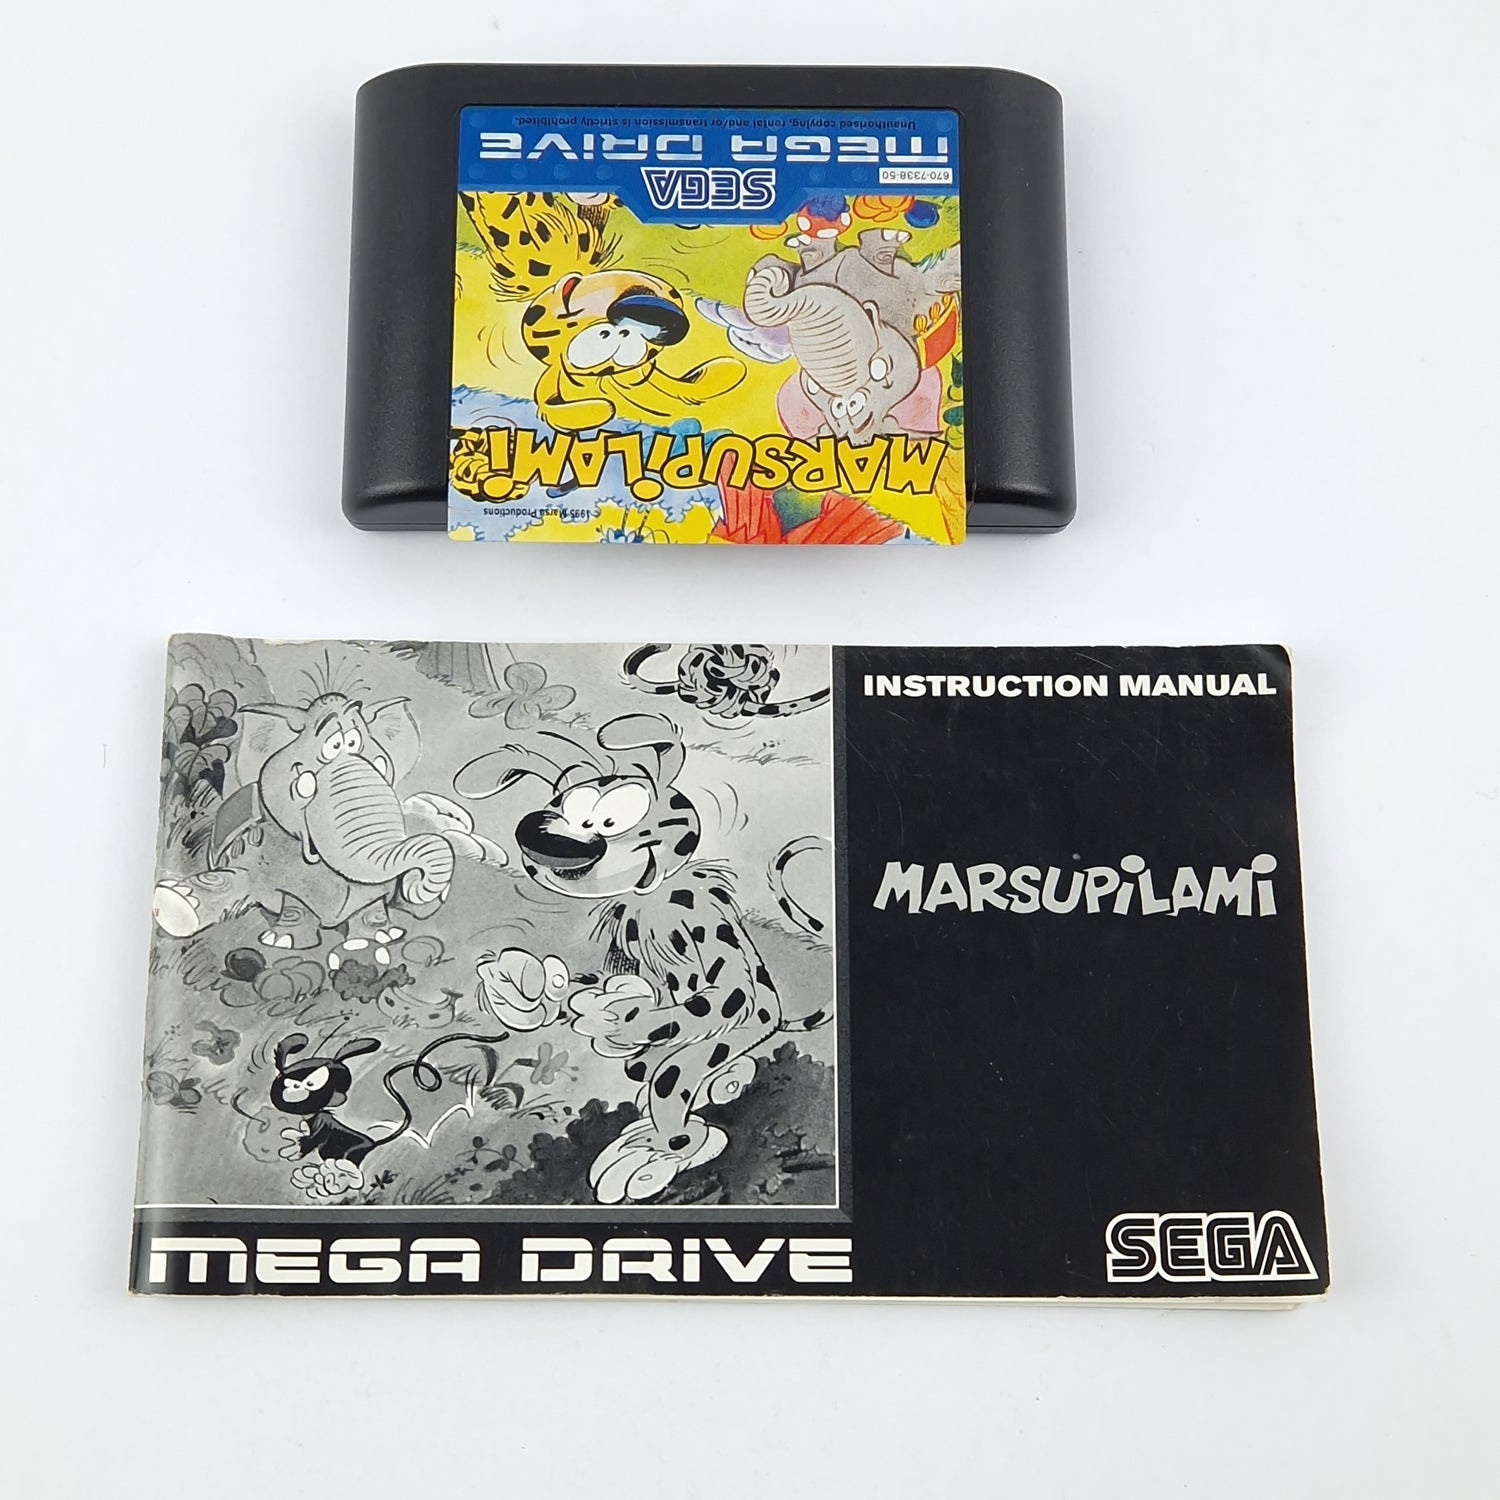 Unauthorised copying, rental and/or transmission is strictly prohibited.
MEGA DRIVE
670-7338-50
SEGA
MARSUPiLAMi
1995 Marsu Productions
INSTRUCTION MANUAL
MARSUPiLAMi
MEGA DRIVE
SEGA